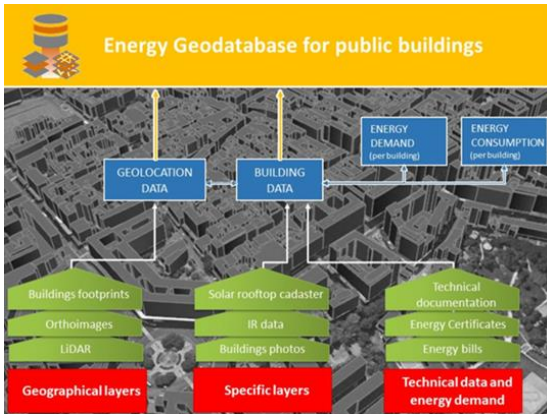 Energy Geodatabase for public buildings
ENERGY
DEMAND
(per building)
ENERGY
CONSUMPTION
(per building)
GEOLOCATION
DATA
BUILDING
DATA
Buildings footprints
Orthoimages
LiDAR
Geographical layers
Solar rooftop cadaster
IR data
Buildings photos
Specific layers
Technical
documentation
Energy Certificates
Energy bills
Technical data and
energy demand